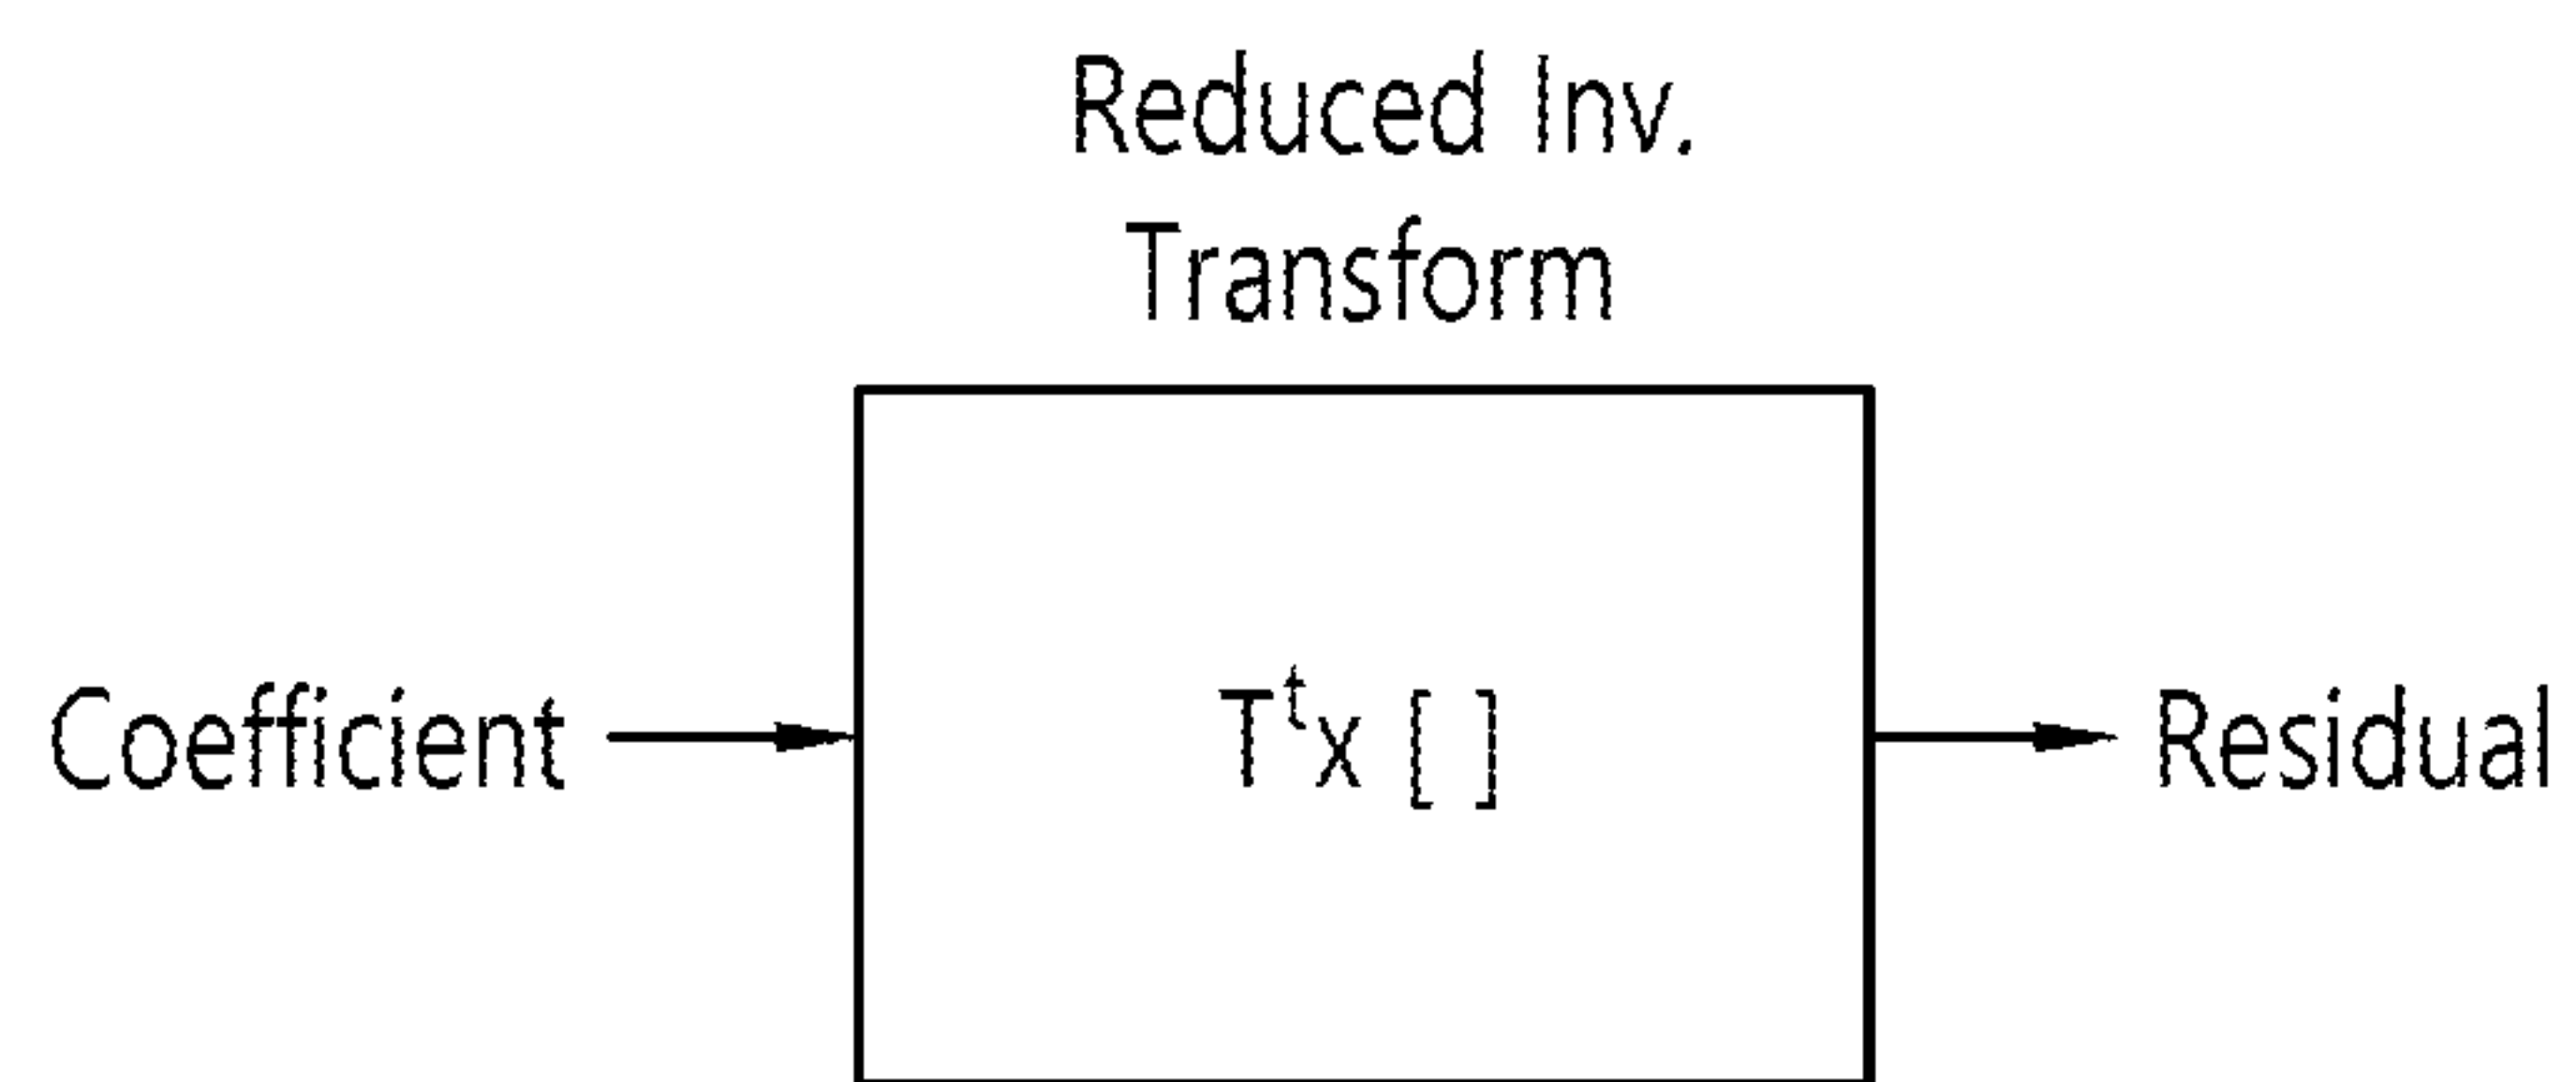 Reduced Inv.
Transform
Coefficient
Tᵗx [ ]
Residual